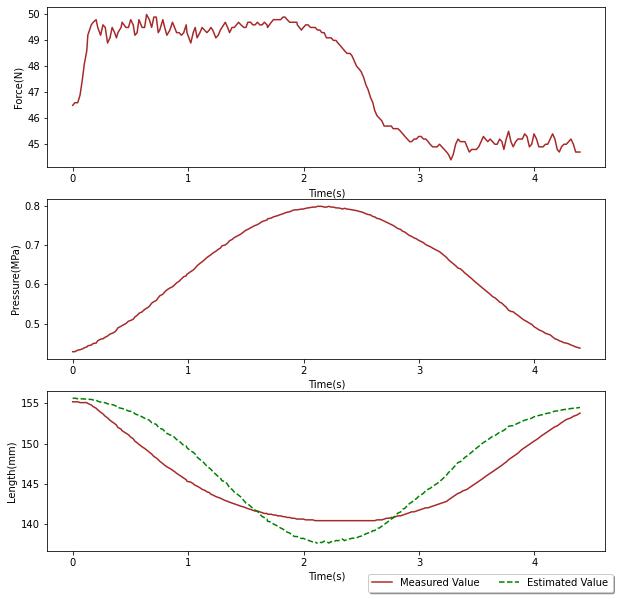 50
49
48
47
46
45
Force(N)
0 1 2 3 4
Time(s)
0.8
0.7
0.6
0.5
Pressure(MPa)
0 1 2 3 4
Time(s)
155
150
145
140
Length(mm)
0 1 2 3 4
Time(s)
Measured Value Estimated Value